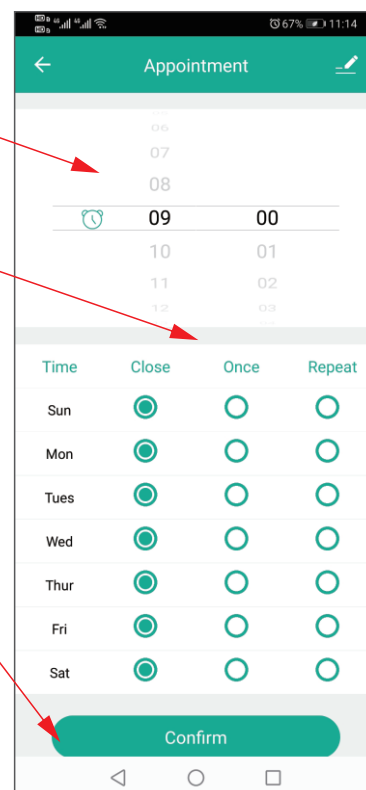 67% 11:14
Appointment
06
07
08
09 00
10 01
11 02
12 03
Time Close Once Repeat
Sun
Mon
Tues
Wed
Thur
Fri
Sat
Confirm